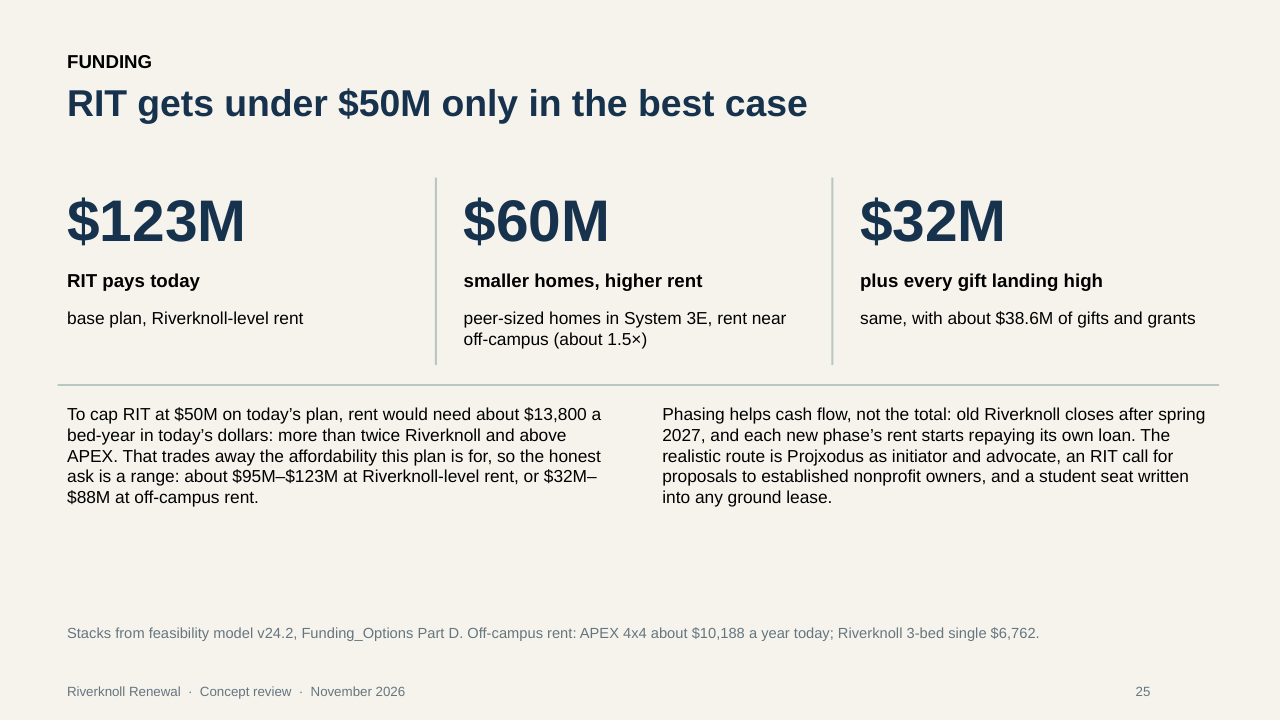 FUNDING
RIT gets under $50M only in the best case
$123M
RIT pays today
base plan, Riverknoll-level rent
$60M
smaller homes, higher rent
peer-sized homes in System 3E, rent near
off-campus (about 1.5×)
$32M
plus every gift landing high
same, with about $38.6M of gifts and grants
To cap RIT at $50M on today’s plan, rent would need about $13,800 a
bed-year in today’s dollars: more than twice Riverknoll and above
APEX. That trades away the affordability this plan is for, so the honest
ask is a range: about $95M–$123M at Riverknoll-level rent, or $32M–
$88M at off-campus rent.
Phasing helps cash flow, not the total: old Riverknoll closes after spring
2027, and each new phase’s rent starts repaying its own loan. The
realistic route is Projxodus as initiator and advocate, an RIT call for
proposals to established nonprofit owners, and a student seat written
into any ground lease.
Stacks from feasibility model v24.2, Funding_Options Part D. Off-campus rent: APEX 4x4 about $10,188 a year today; Riverknoll 3-bed single $6,762.
Riverknoll Renewal · Concept review · November 2026
25